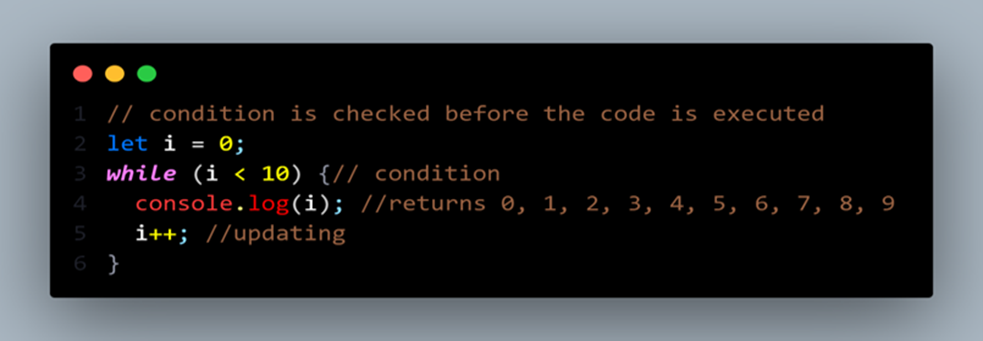 1 // condition is checked before the code is executed
2 let i = 0;
3 while (i < 10) {// condition
4 console.log(i); //returns 0, 1, 2, 3, 4, 5, 6, 7, 8, 9
5 i++; //updating
6 }